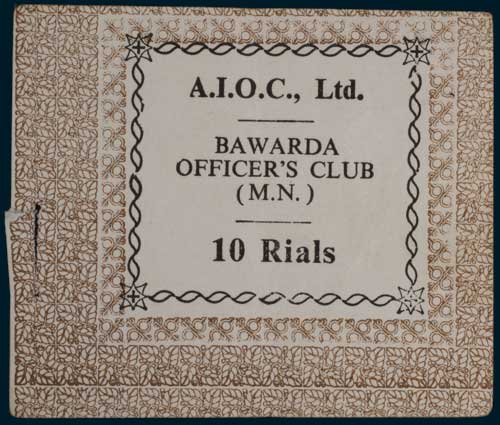 A.I.O.C., Ltd.
BAWARDA
OFFICER'S CLUB
(M.N.)
10 Rials